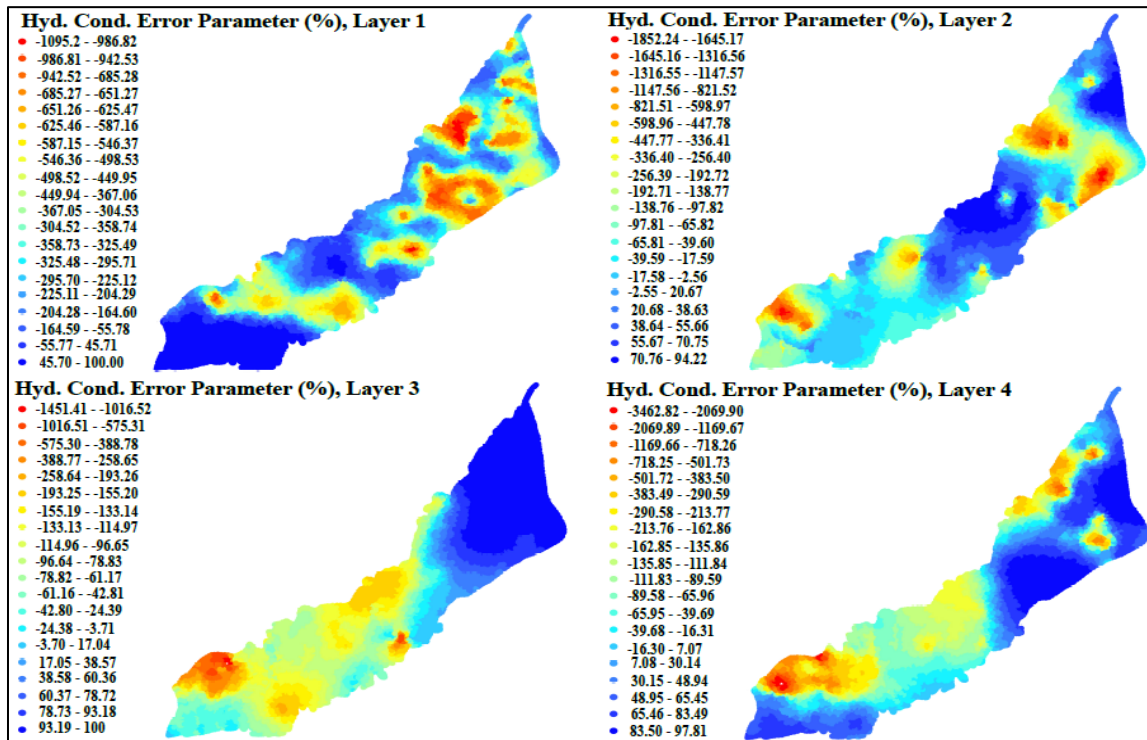 Hyd. Cond. Error Parameter (%), Layer 1
-1095.2 - -986.82
-986.81 - -942.53
-942.52 - -685.28
-685.27 - -651.27
-651.26 - -625.47
-625.46 - -587.16
-587.15 - -546.37
-546.36 - -498.53
-498.52 - -449.95
-449.94 - -367.06
-367.05 - -304.53
-304.52 - -358.74
-358.73 - -325.49
-325.48 - -295.71
-295.70 - -225.12
-225.11 - -204.29
-204.28 - -164.60
-164.59 - -55.78
-55.77 - 45.71
45.70 - 100.00
Hyd. Cond. Error Parameter (%), Layer 2
-1852.24 - -1645.17
-1645.16 - -1316.56
-1316.55 - -1147.57
-1147.56 - -821.52
-821.51 - -598.97
-598.96 - -447.78
-447.77 - -336.41
-336.40 - -256.40
-256.39 - -192.72
-192.71 - -138.77
-138.76 - -97.82
-97.81 - -65.82
-65.81 - -39.60
-39.59 - -17.59
-17.58 - -2.56
-2.55 - 20.67
20.68 - 38.63
38.64 - 55.66
55.67 - 70.75
70.76 - 94.22
Hyd. Cond. Error Parameter (%), Layer 3
-1451.41 - -1016.52
-1016.51 - -575.31
-575.30 - -388.78
-388.77 - -258.65
-258.64 - -193.26
-193.25 - -155.20
-155.19 - -133.14
-133.13 - -114.97
-114.96 - -96.65
-96.64 - -78.83
-78.82 - -61.17
-61.16 - -42.81
-42.80 - -24.39
-24.38 - -3.71
-3.70 - 17.04
17.05 - 38.57
38.58 - 60.36
60.37 - 78.72
78.73 - 93.18
93.19 - 100
Hyd. Cond. Error Parameter (%), Layer 4
-3462.82 - -2069.90
-2069.89 - -1169.67
-1169.66 - -718.26
-718.25 - -501.73
-501.72 - -383.50
-383.49 - -290.59
-290.58 - -213.77
-213.76 - -162.86
-162.85 - -135.86
-135.85 - -111.84
-111.83 - -89.59
-89.58 - -65.96
-65.95 - -39.69
-39.68 - -16.31
-16.30 - 7.07
7.08 - 30.14
30.15 - 48.94
48.95 - 65.45
65.46 - 83.49
83.50 - 97.81